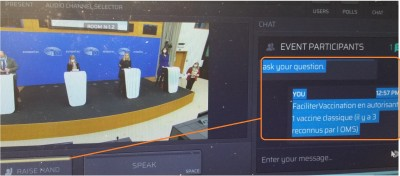 PRESENT
AUDIO CHANNEL SELECTOR
USERS
POLLS
CHAT
CHAT
EVENT PARTICIPANTS
ask your question.
YOU
12:57 PM
FaciliterVaccination en autorisant
1 vaccine classique (il y a 3
reconnus par l OMS)
Enter your message...
RAISE HAND
SPEAK
SPACE